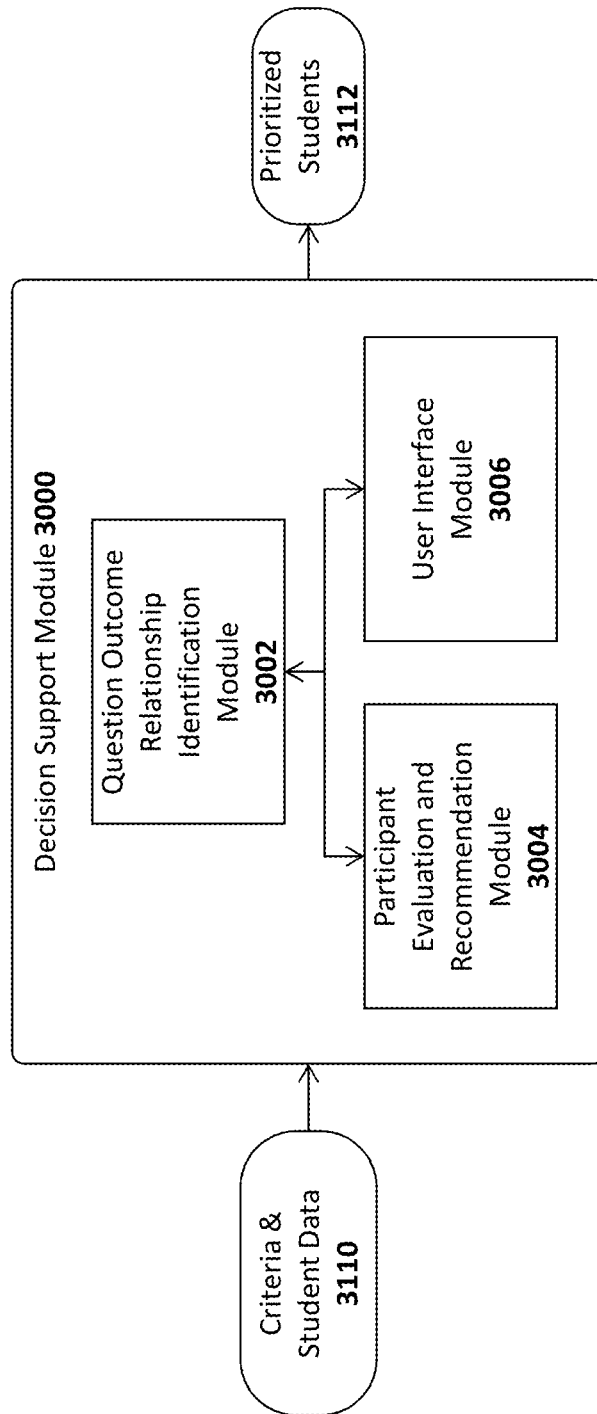 Criteria &
Student Data
3110
Decision Support Module 3000
Question Outcome
Relationship
Identification
Module
3002
Participant
Evaluation and
Recommendation
Module
3004
User Interface
Module
3006
Prioritized
Students
3112